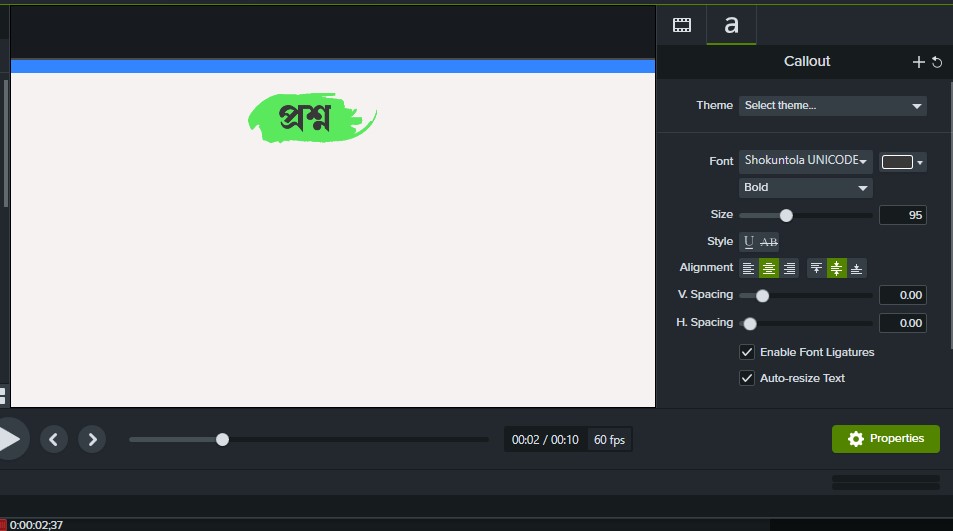 a
Callout
Theme Select theme...
প্রশ্ন
Font Shokuntola UNICODE
Bold
Size 95
Style U AB
Alignment
V. Spacing 0.00
H. Spacing 0.00
Enable Font Ligatures
Auto-resize Text
00:02 / 00:10 60 fps
Properties
0:00:02;37